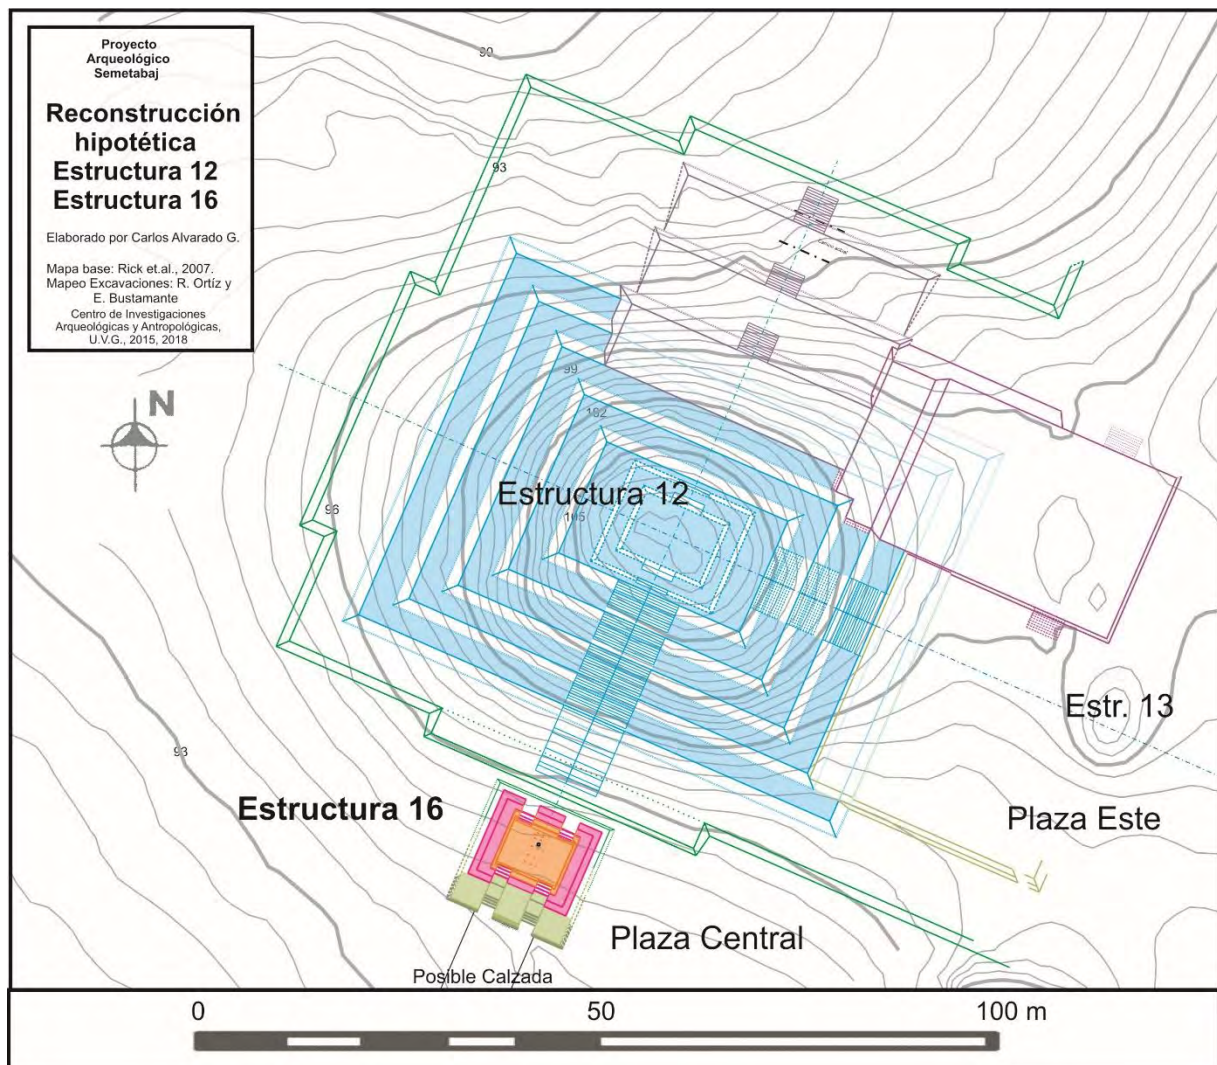 Proyecto
Arqueológico
Semetabaj
Reconstrucción
hipotética
Estructura 12
Estructura 16
Elaborado por Carlos Alvarado G.
Mapa base: Rick et.al., 2007.
Mapeo Excavaciones: R. Ortíz y
E. Bustamante
Centro de Investigaciones
Arqueológicas y Antropológicas,
U.V.G., 2015, 2018
N
90
93
99
102
Estructura 12
105
96
Estr. 13
93
Estructura 16
Plaza Este
Plaza Central
Posible Calzada
0
50
100 m